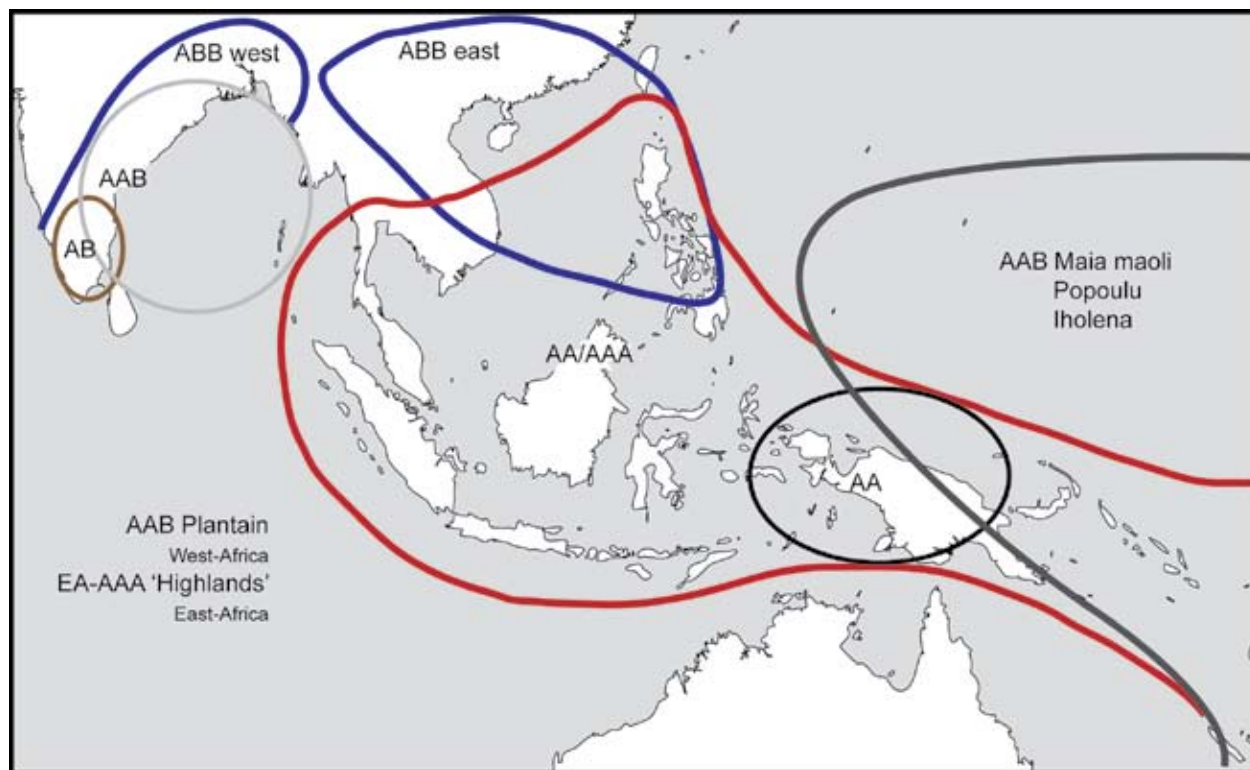 ABB west
ABB east
AAB
AB
AAB Maia maoli
Popoulu
Iholena
AA/AAA
AA
AAB Plantain
West-Africa
EA-AAA ‘Highlands’
East-Africa